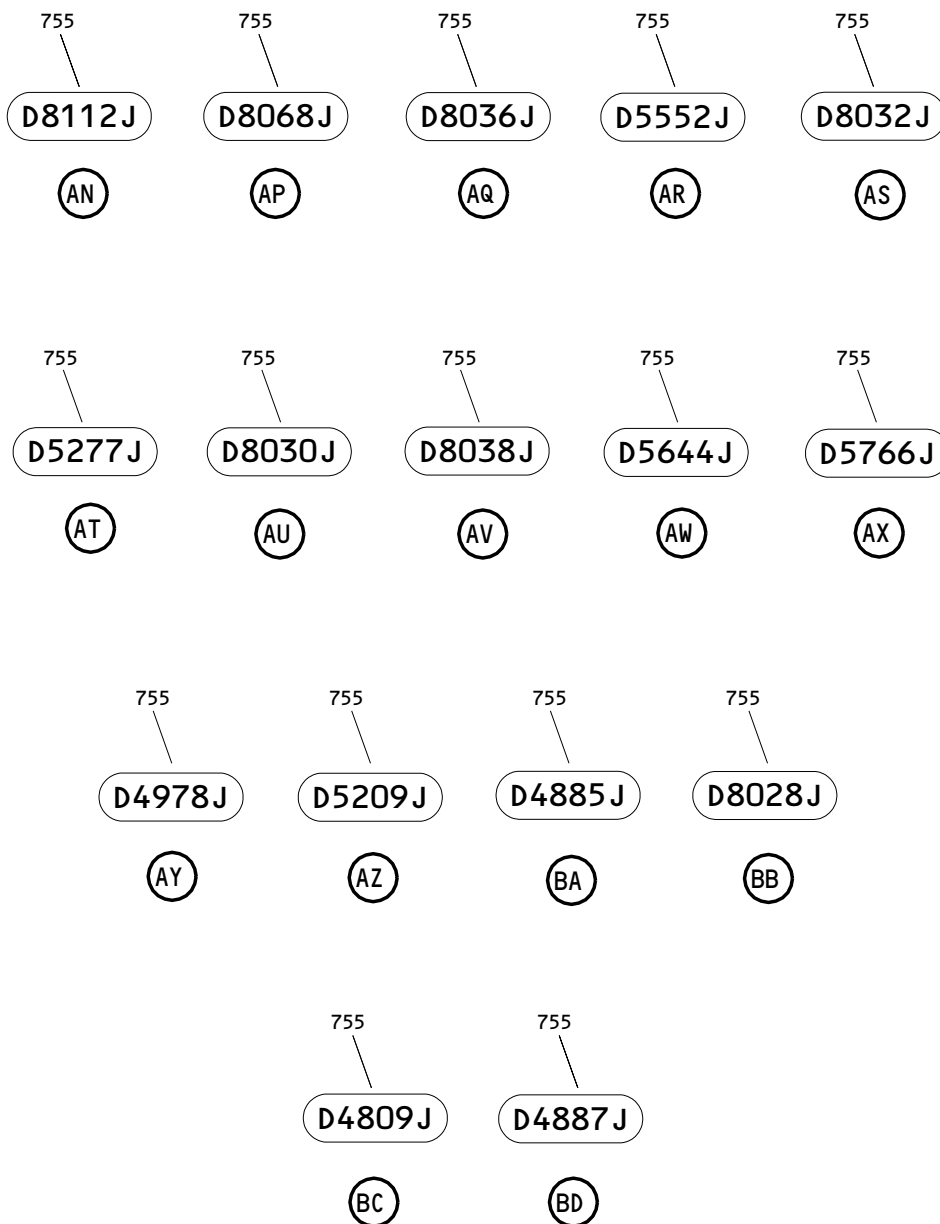 755 755 755 755 755
D8112J D8068J D8036J D5552J D8032J
AN AP AQ AR AS
755 755 755 755 755
D5277J D8030J D8038J D5644J D5766J
AT AU AV AW AX
755 755 755 755
D4978J D5209J D4885J D8028J
AY AZ BA BB
755 755
D4809J D4887J
BC BD